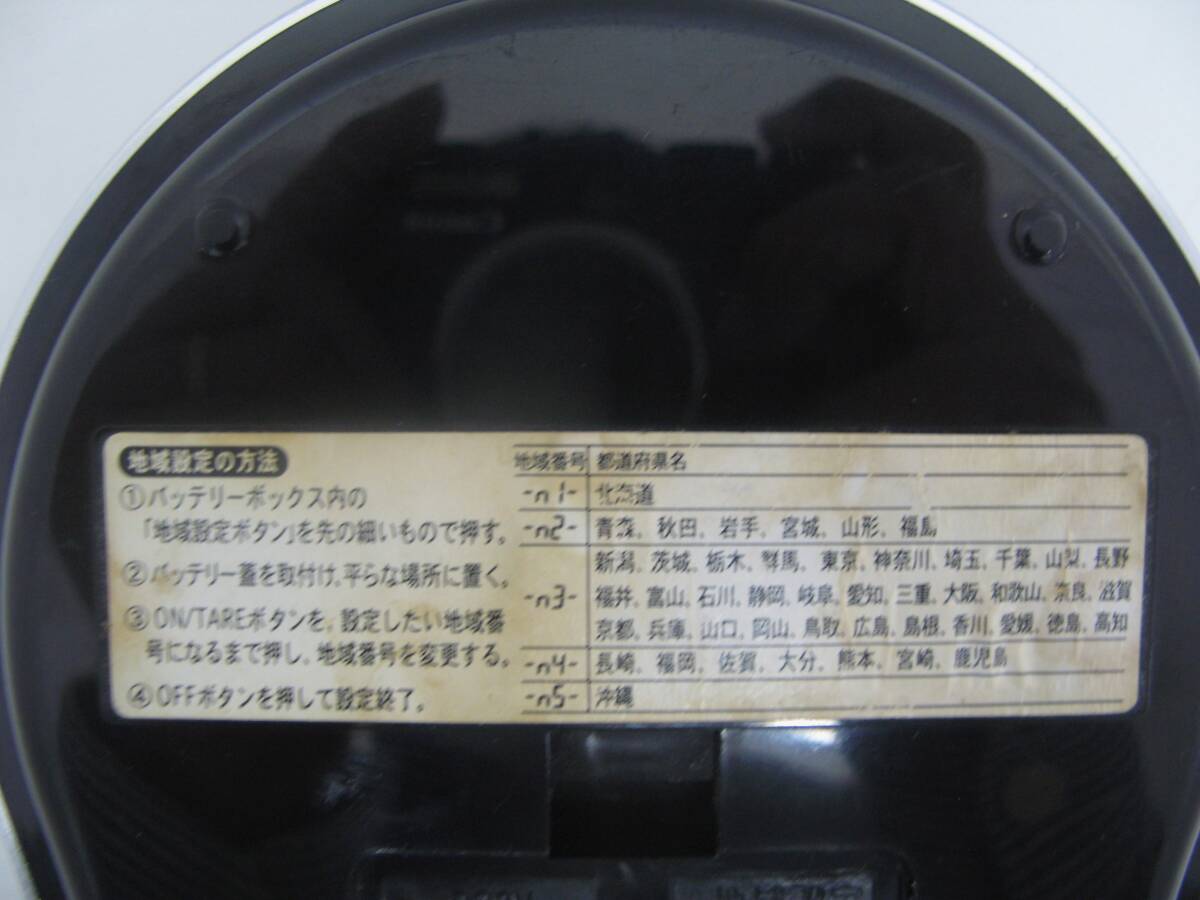 地域設定の方法
①バッテリーボックス内の
「地域設定ボタン」を先の細いもので押す。
②バッテリー蓋を取付け、平らな場所に置く。
③ON/TAREボタンを、設定したい地域番
号になるまで押し、地域番号を変更する。
④OFFボタンを押して設定終了。
地域番号 都道府県名
-n1- 北海道
-n2- 青森、秋田、岩手、宮城、山形、福島
-n3- 新潟、茨城、栃木、群馬、東京、神奈川、埼玉、千葉、山梨、長野
福井、富山、石川、静岡、岐阜、愛知、三重、大阪、和歌山、奈良、滋賀
京都、兵庫、山口、岡山、鳥取、広島、島根、香川、愛媛、徳島、高知
-n4- 長崎、福岡、佐賀、大分、熊本、宮崎、鹿児島
-n5- 沖縄